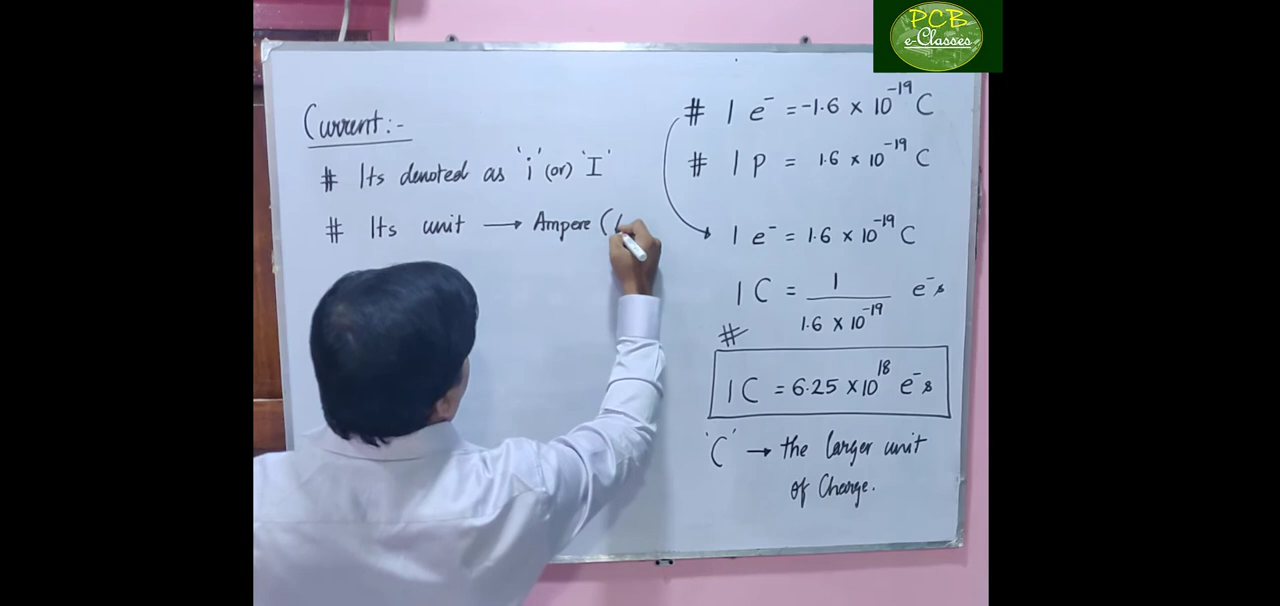 PCB
e-Classes
Current:-
# Its denoted as 'i' (or) 'I'
# Its unit → Ampere (
# 1 e⁻ = -1.6 × 10⁻¹⁹ C
# 1 P = 1.6 × 10⁻¹⁹ C
1 e⁻ = 1.6 × 10⁻¹⁹ C
1 C = 1 / 1.6 × 10⁻¹⁹ e⁻s
#
1 C = 6.25 × 10¹⁸ e⁻s
'C' → the larger unit
of Charge.